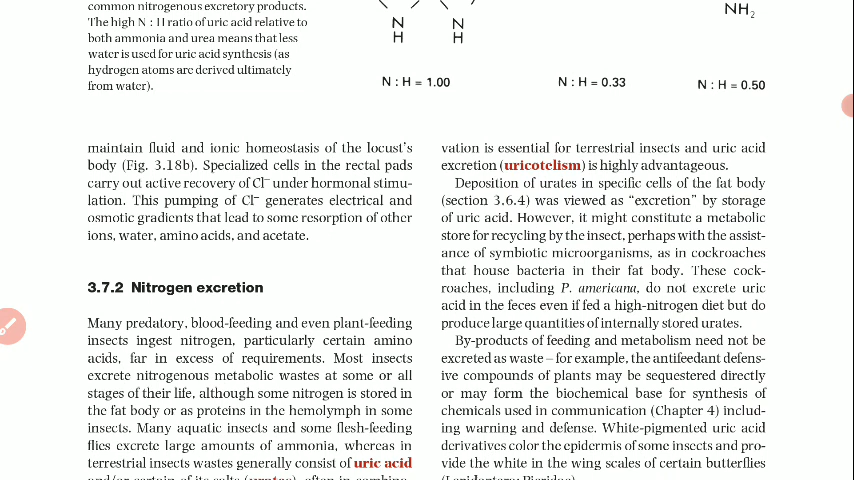 common nitrogenous excretory products.
The high N : H ratio of uric acid relative to
both ammonia and urea means that less
water is used for uric acid synthesis (as
hydrogen atoms are derived ultimately
from water).
N
H
N
H
NH2
N : H = 1.00
N : H = 0.33
N : H = 0.50
maintain fluid and ionic homeostasis of the locust's
body (Fig. 3.18b). Specialized cells in the rectal pads
carry out active recovery of Cl− under hormonal stimu-
lation. This pumping of Cl− generates electrical and
osmotic gradients that lead to some resorption of other
ions, water, amino acids, and acetate.
3.7.2 Nitrogen excretion
Many predatory, blood-feeding and even plant-feeding
insects ingest nitrogen, particularly certain amino
acids, far in excess of requirements. Most insects
excrete nitrogenous metabolic wastes at some or all
stages of their life, although some nitrogen is stored in
the fat body or as proteins in the hemolymph in some
insects. Many aquatic insects and some flesh-feeding
flies excrete large amounts of ammonia, whereas in
terrestrial insects wastes generally consist of uric acid
and/or certain of its salts (urates), often in combina-
vation is essential for terrestrial insects and uric acid
excretion (uricotelism) is highly advantageous.
Deposition of urates in specific cells of the fat body
(section 3.6.4) was viewed as “excretion” by storage
of uric acid. However, it might constitute a metabolic
store for recycling by the insect, perhaps with the assist-
ance of symbiotic microorganisms, as in cockroaches
that house bacteria in their fat body. These cock-
roaches, including P. americana, do not excrete uric
acid in the feces even if fed a high-nitrogen diet but do
produce large quantities of internally stored urates.
By-products of feeding and metabolism need not be
excreted as waste – for example, the antifeedant defens-
ive compounds of plants may be sequestered directly
or may form the biochemical base for synthesis of
chemicals used in communication (Chapter 4) includ-
ing warning and defense. White-pigmented uric acid
derivatives color the epidermis of some insects and pro-
vide the white in the wing scales of certain butterflies
(Lepidoptera: Pieridae).